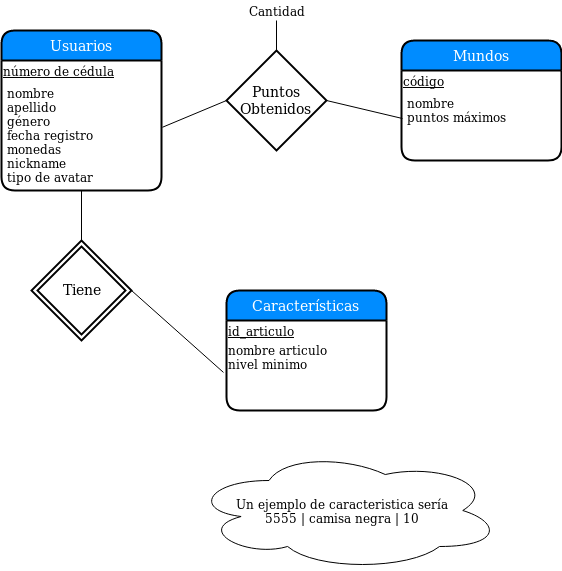 Cantidad
Usuarios
número de cédula
nombre
apellido
género
fecha registro
monedas
nickname
tipo de avatar
Puntos
Obtenidos
Mundos
código
nombre
puntos máximos
Tiene
Características
id_articulo
nombre articulo
nivel minimo
Un ejemplo de caracteristica sería
5555 | camisa negra | 10